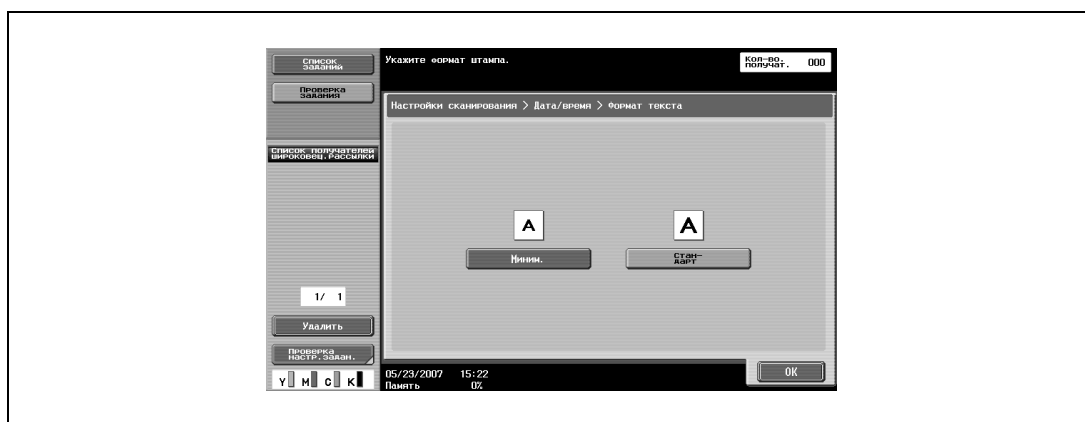 Список
заданий
Укажите формат штампа.
Кол-во.
получат. 000
Проверка
задания
Настройки сканирования > Дата/время > Формат текста
Список получателей
широковещ.рассылки
A A
Миним.
Стан-
дарт
1/ 1
Удалить
Проверка
настр.задан.
05/23/2007 15:22
Память 0%
OK
Y M C K